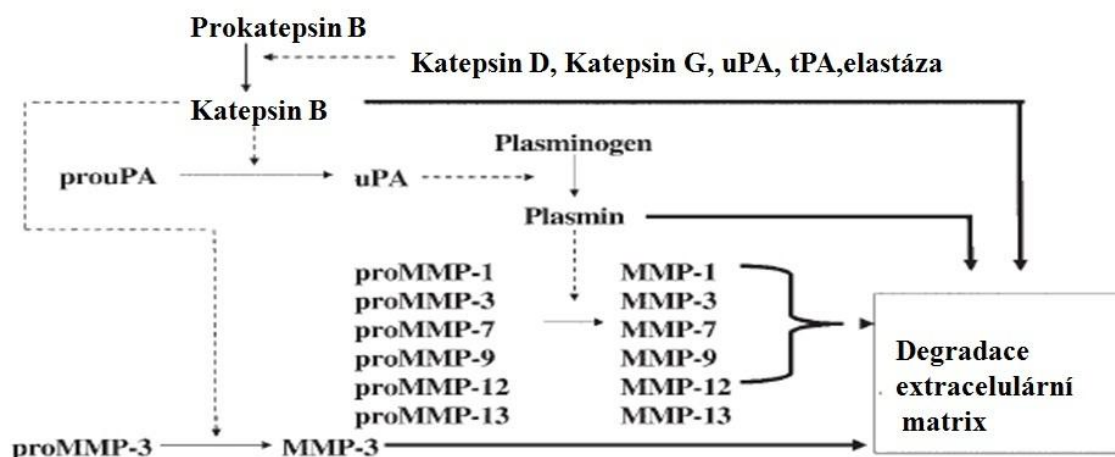 Prokatepsin B
Katepsin D, Katepsin G, uPA, tPA,elastáza
Katepsin B
Plasminogen
prouPA
uPA
Plasmin
proMMP-1 MMP-1
proMMP-3 MMP-3
proMMP-7 MMP-7
proMMP-9 MMP-9
proMMP-12 MMP-12
proMMP-13 MMP-13
Degradace
extracelulární
matrix
proMMP-3
MMP-3